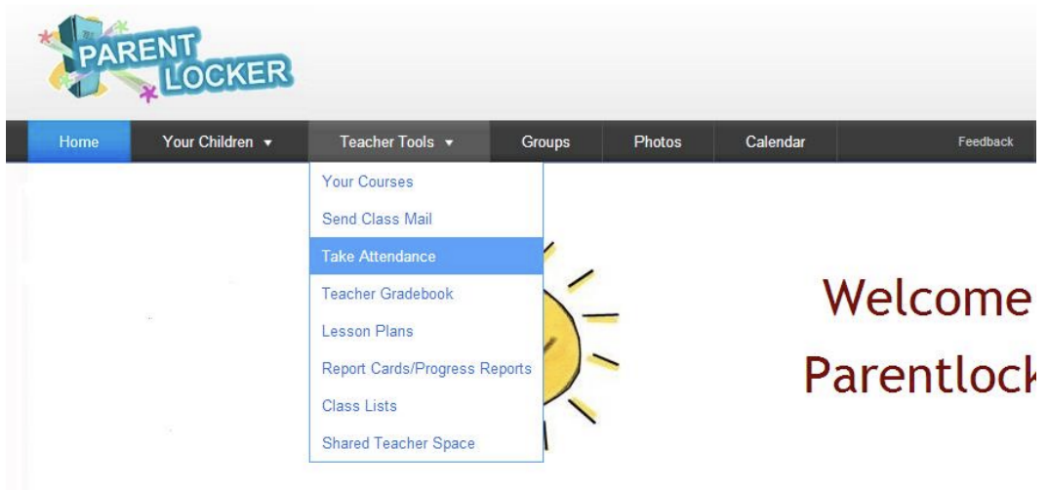 PARENT
LOCKER
Home Your Children Teacher Tools Groups Photos Calendar Feedback
Your Courses
Send Class Mail
Take Attendance
Teacher Gradebook
Lesson Plans
Report Cards/Progress Reports
Class Lists
Shared Teacher Space
Welcome
Parentlock